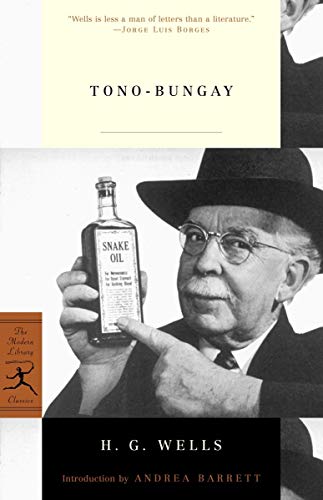 "Wells is less a man of letters than a literature."
—JORGE LUIS BORGES
TONO-BUNGAY
SNAKE
OIL
The Modern Library
Classics
H. G. WELLS
Introduction by ANDREA BARRETT